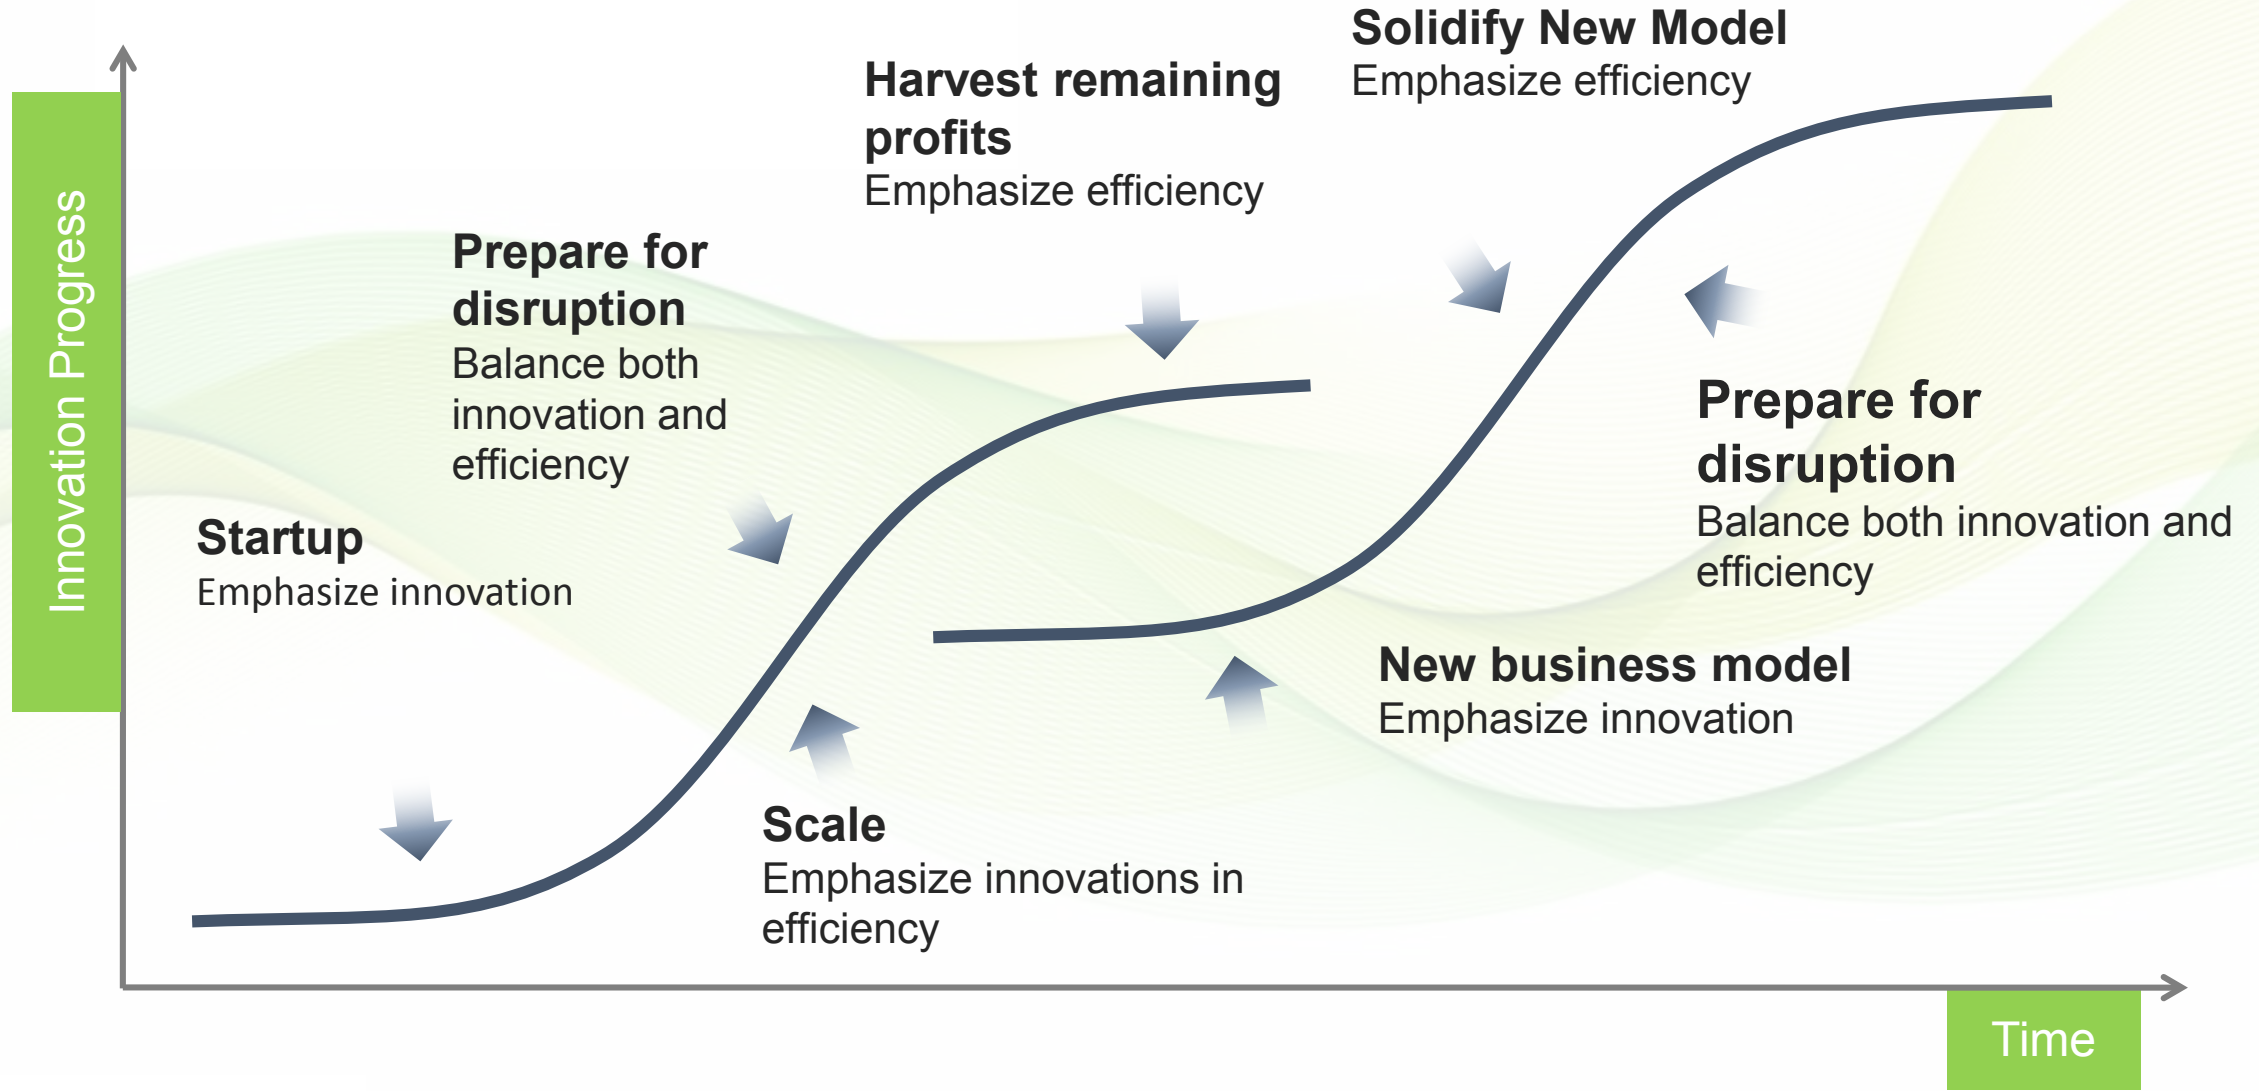 Solidify New Model
Emphasize efficiency
Harvest remaining
profits
Emphasize efficiency
Prepare for
disruption
Balance both
innovation and
efficiency
Innovation Progress
Startup
Emphasize innovation
Prepare for
disruption
Balance both innovation and
efficiency
New business model
Emphasize innovation
Scale
Emphasize innovations in
efficiency
Time